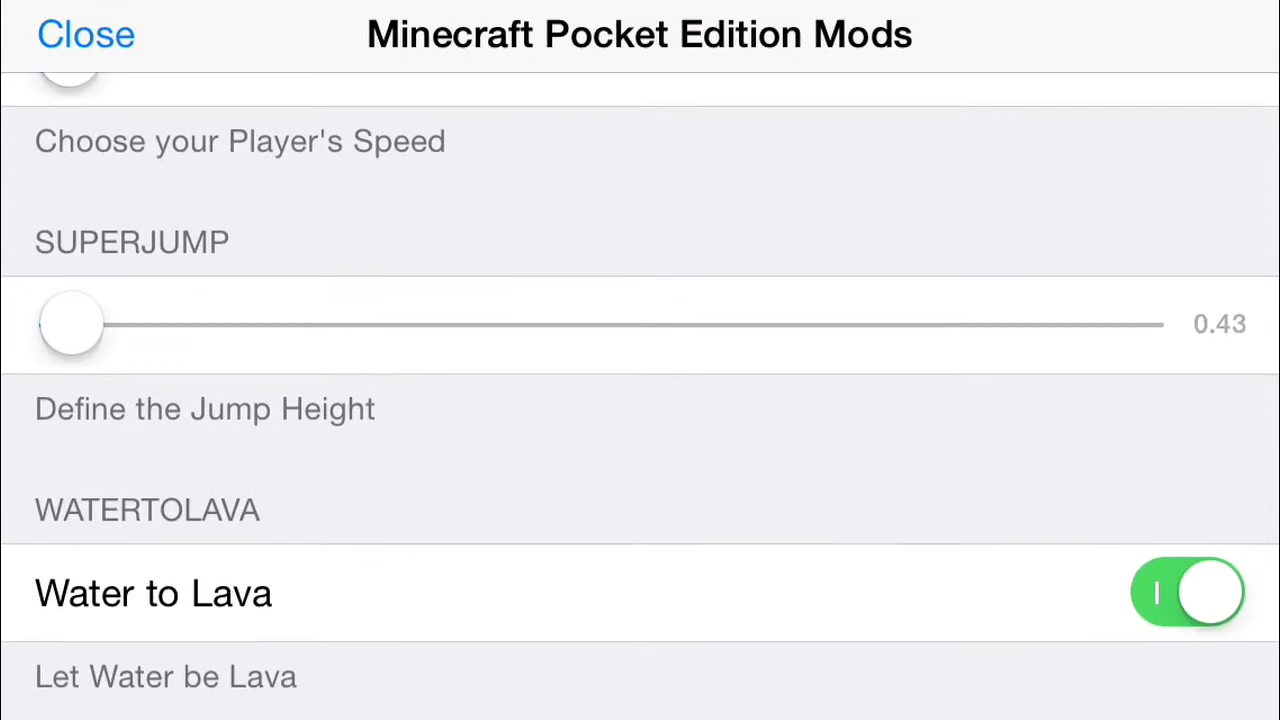 Close
Minecraft Pocket Edition Mods
Choose your Player's Speed
SUPERJUMP
0.43
Define the Jump Height
WATERTOLAVA
Water to Lava
Let Water be Lava